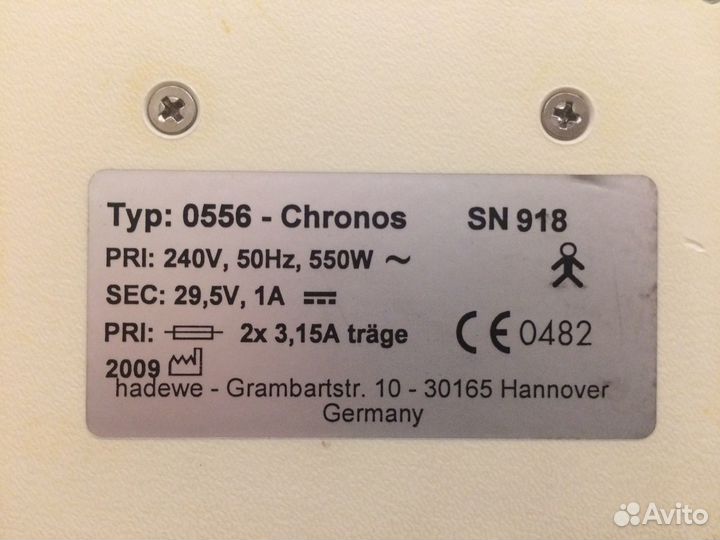 Typ: 0556 - Chronos SN 918
PRI: 240V, 50Hz, 550W ~
SEC: 29,5V, 1A
PRI: 2x 3,15A träge
CE 0482
2009
hadewe - Grambartstr. 10 - 30165 Hannover
Germany
Avito